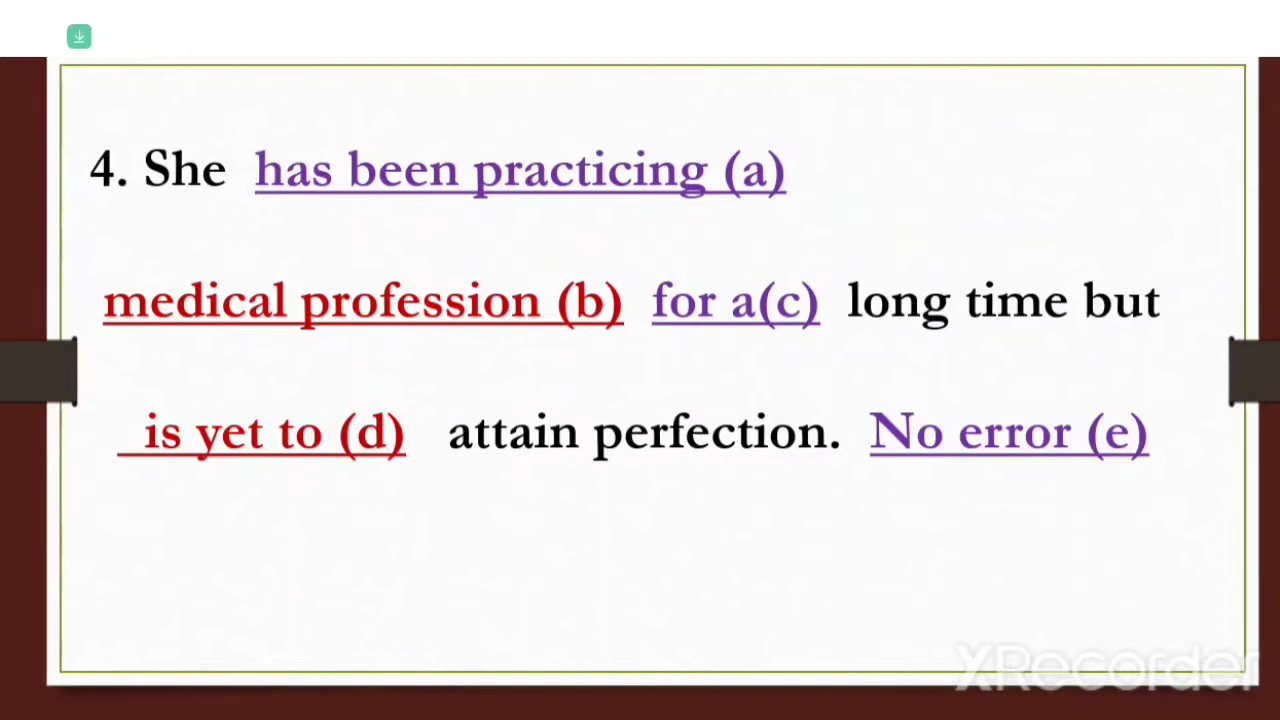 4. She has been practicing (a)
medical profession (b) for a(c) long time but
is yet to (d) attain perfection. No error (e)
XRecorder